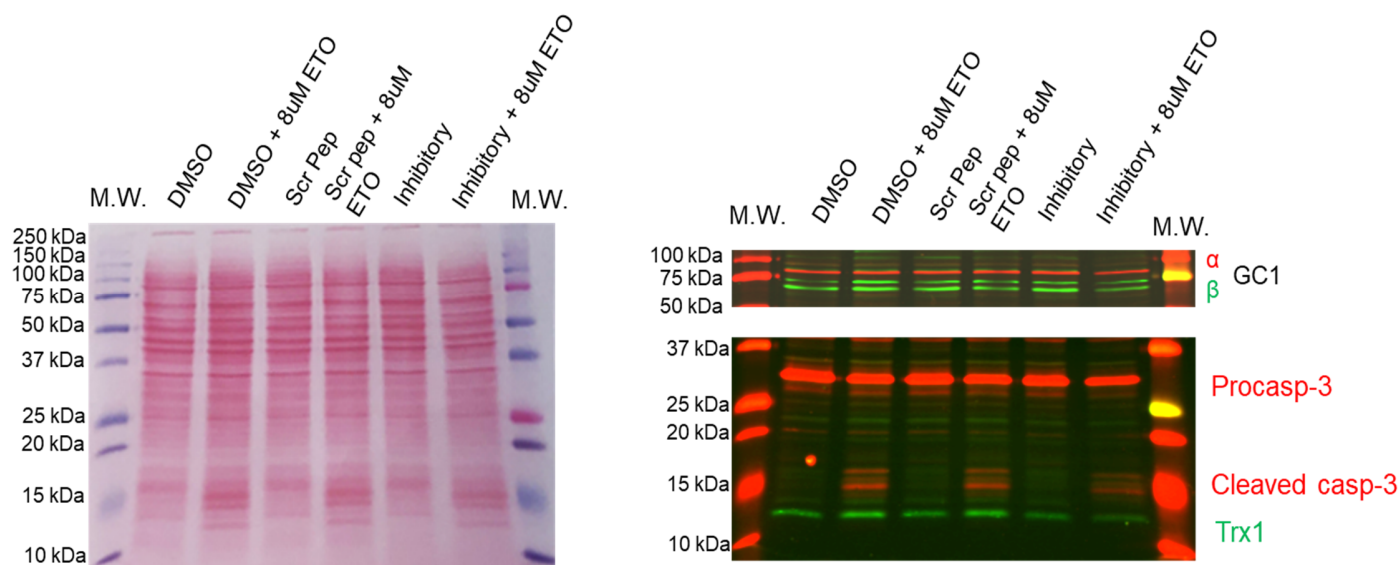 M.W.
DMSO
DMSO + 8uM ETO
Scr Pep
Scr pep + 8uM
ETO
Inhibitory
Inhibitory + 8uM ETO
M.W.
250 kDa
150 kDa
100 kDa
75 kDa
50 kDa
37 kDa
25 kDa
20 kDa
15 kDa
10 kDa
M.W.
DMSO
DMSO + 8uM ETO
Scr Pep
Scr pep + 8uM
ETO
Inhibitory
Inhibitory + 8uM ETO
M.W.
100 kDa
75 kDa
50 kDa
α
β
GC1
37 kDa
25 kDa
20 kDa
15 kDa
10 kDa
Procasp-3
Cleaved casp-3
Trx1